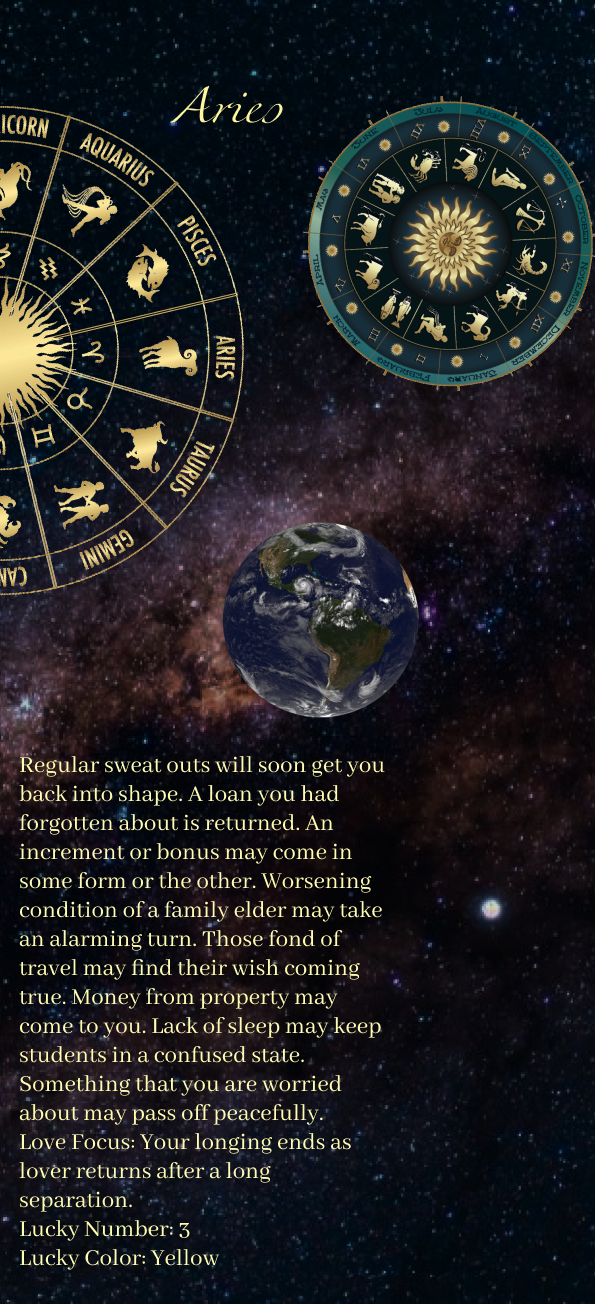 Aries
ICORN
AQUARIUS
PISCES
ARIES
TAURUS
GEMINI
CAN
JUNE
AUGUST
OCTOBER
NOVEMBER
DECEMBER
JANUARY
FEBRUARY
MARCH
APRIL
MAY
Regular sweat outs will soon get you
back into shape. A loan you had
forgotten about is returned. An
increment or bonus may come in
some form or the other. Worsening
condition of a family elder may take
an alarming turn. Those fond of
travel may find their wish coming
true. Money from property may
come to you. Lack of sleep may keep
students in a confused state.
Something that you are worried
about may pass off peacefully.
Love Focus: Your longing ends as
lover returns after a long
separation.
Lucky Number: 3
Lucky Color: Yellow